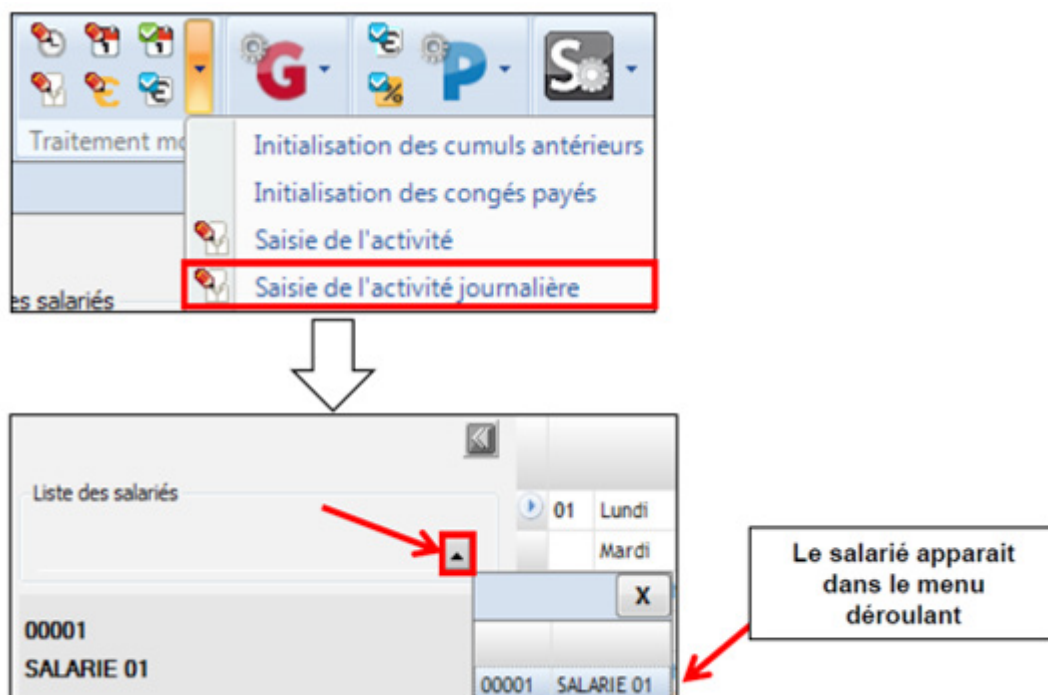 G P S
Traitement mo
Initialisation des cumuls antérieurs
Initialisation des congés payés
Saisie de l'activité
es salariés
Saisie de l'activité journalière
Liste des salariés
01 Lundi
Mardi
X
00001
SALARIE 01
00001 SALARIE 01
Le salarié apparait
dans le menu
déroulant